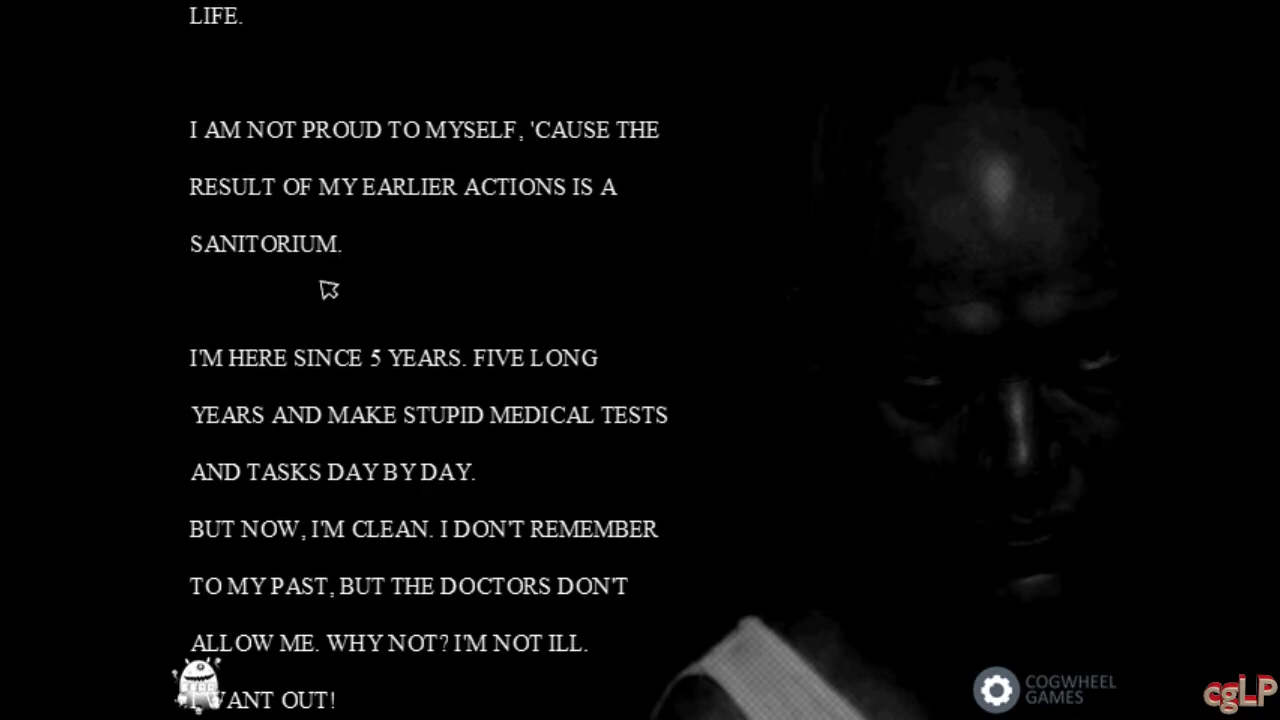 LIFE.
I AM NOT PROUD TO MYSELF, 'CAUSE THE
RESULT OF MY EARLIER ACTIONS IS A
SANITORIUM.
I'M HERE SINCE 5 YEARS. FIVE LONG
YEARS AND MAKE STUPID MEDICAL TESTS
AND TASKS DAY BY DAY.
BUT NOW, I'M CLEAN. I DON'T REMEMBER
TO MY PAST, BUT THE DOCTORS DON'T
ALLOW ME. WHY NOT? I'M NOT ILL.
I WANT OUT!
COGWHEEL
GAMES
cgLP